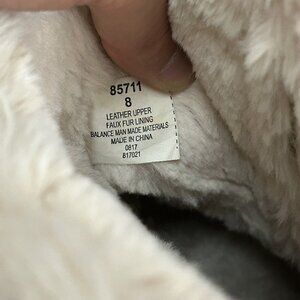 85711
8
LEATHER UPPER
FAUX FUR LINING
BALANCE MAN MADE MATERIALS
MADE IN CHINA
0817
817021